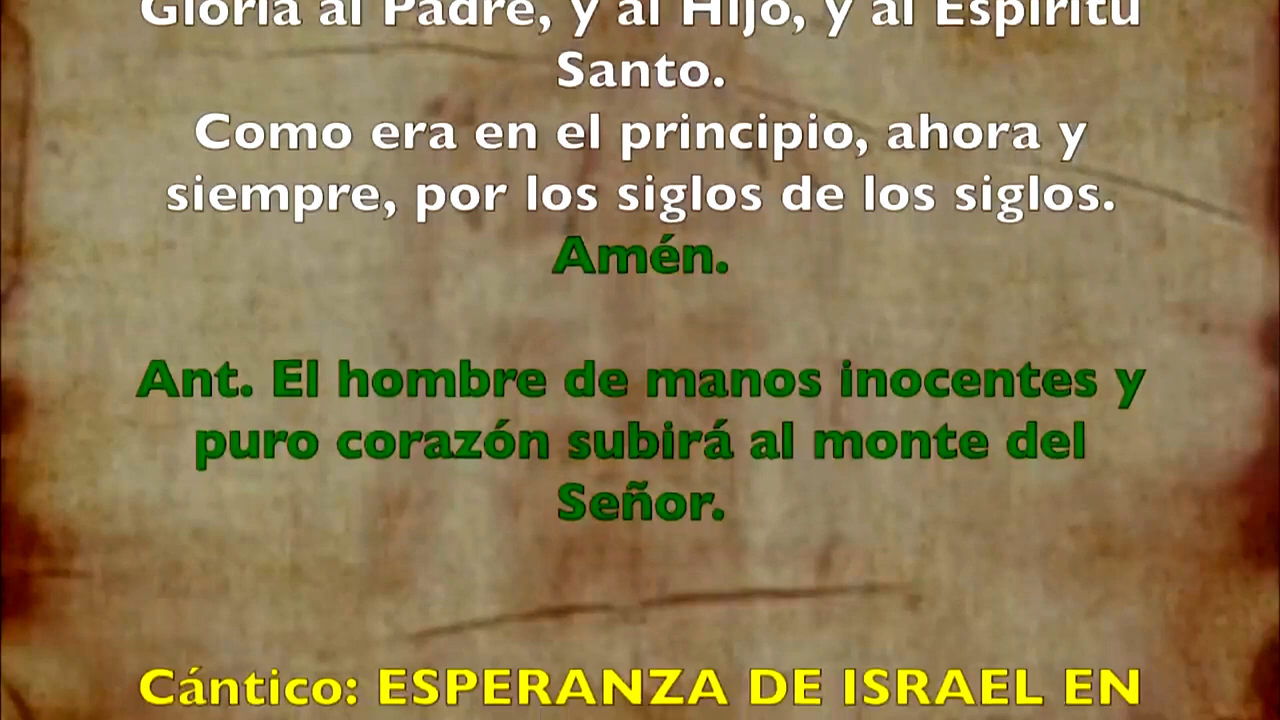 Gloria al Padre, y al Hijo, y al Espíritu
Santo.
Como era en el principio, ahora y
siempre, por los siglos de los siglos.
Amén.
Ant. El hombre de manos inocentes y
puro corazón subirá al monte del
Señor.
Cántico: ESPERANZA DE ISRAEL EN